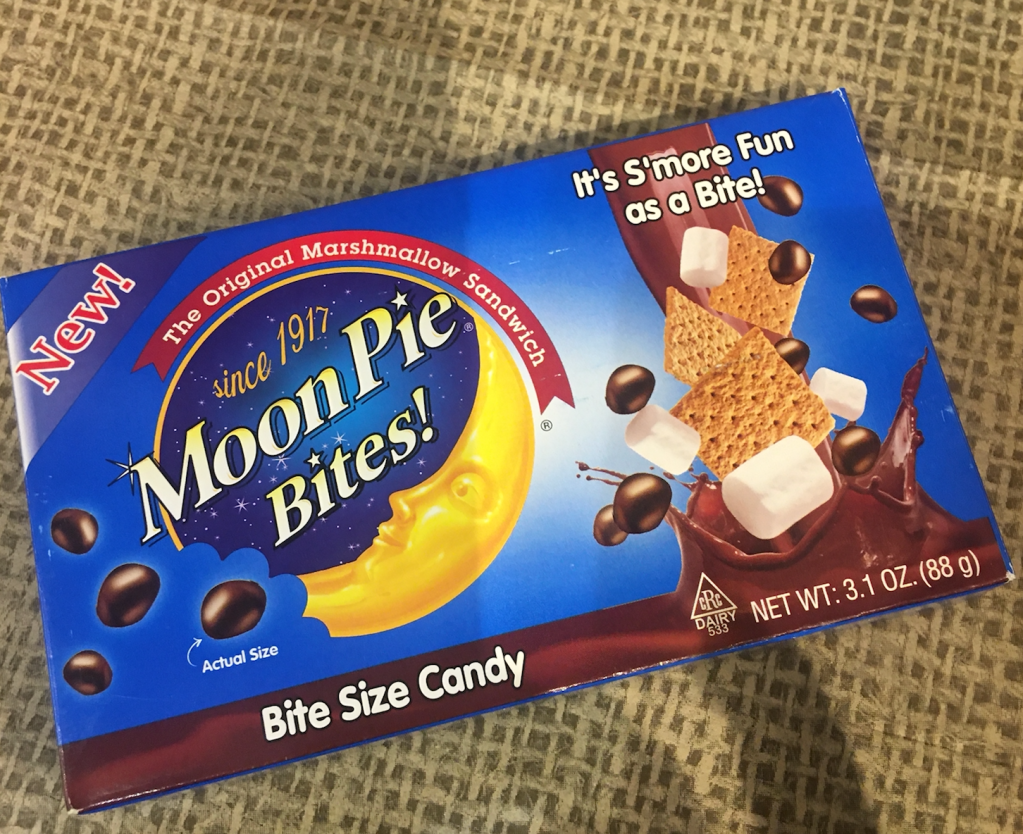 New!
The Original Marshmallow Sandwich
since 1917
MoonPie®
Bites!
®
It's S'more Fun
as a Bite!
Actual Size
Bite Size Candy
CRC
DAIRY
533
NET WT: 3.1 OZ. (88 g)